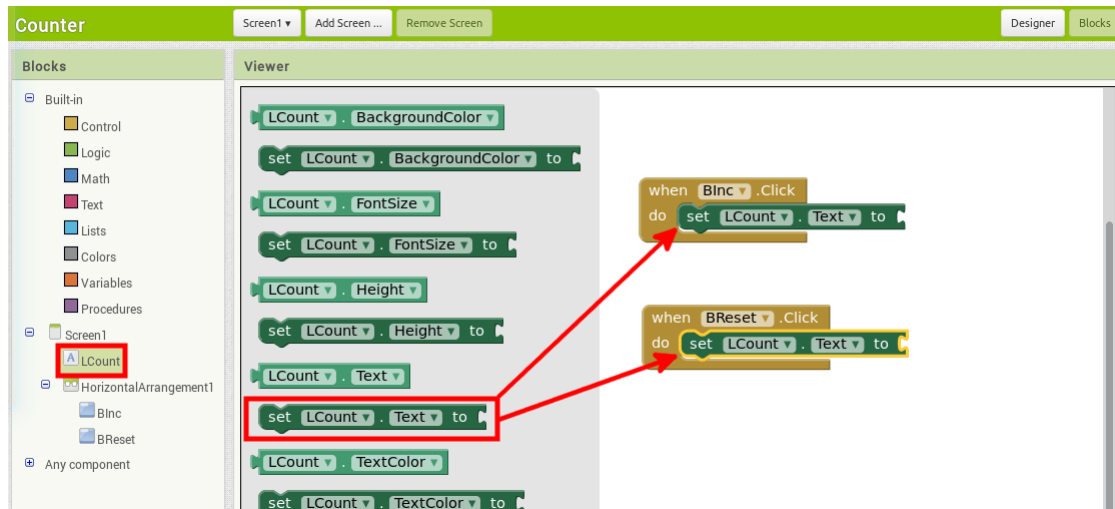 Counter
Screen1 ▾ Add Screen ... Remove Screen Designer Blocks
Blocks
Built-in
Control
Logic
Math
Text
Lists
Colors
Variables
Procedures
Screen1
A LCount
HorizontalArrangement1
BInc
BReset
Any component
Viewer
LCount ▾ . BackgroundColor ▾
set LCount ▾ . BackgroundColor ▾ to
LCount ▾ . FontSize ▾
set LCount ▾ . FontSize ▾ to
LCount ▾ . Height ▾
set LCount ▾ . Height ▾ to
LCount ▾ . Text ▾
set LCount ▾ . Text ▾ to
LCount ▾ . TextColor ▾
set LCount ▾ . TextColor ▾ to
when BInc ▾ .Click
do set LCount ▾ . Text ▾ to
when BReset ▾ .Click
do set LCount ▾ . Text ▾ to